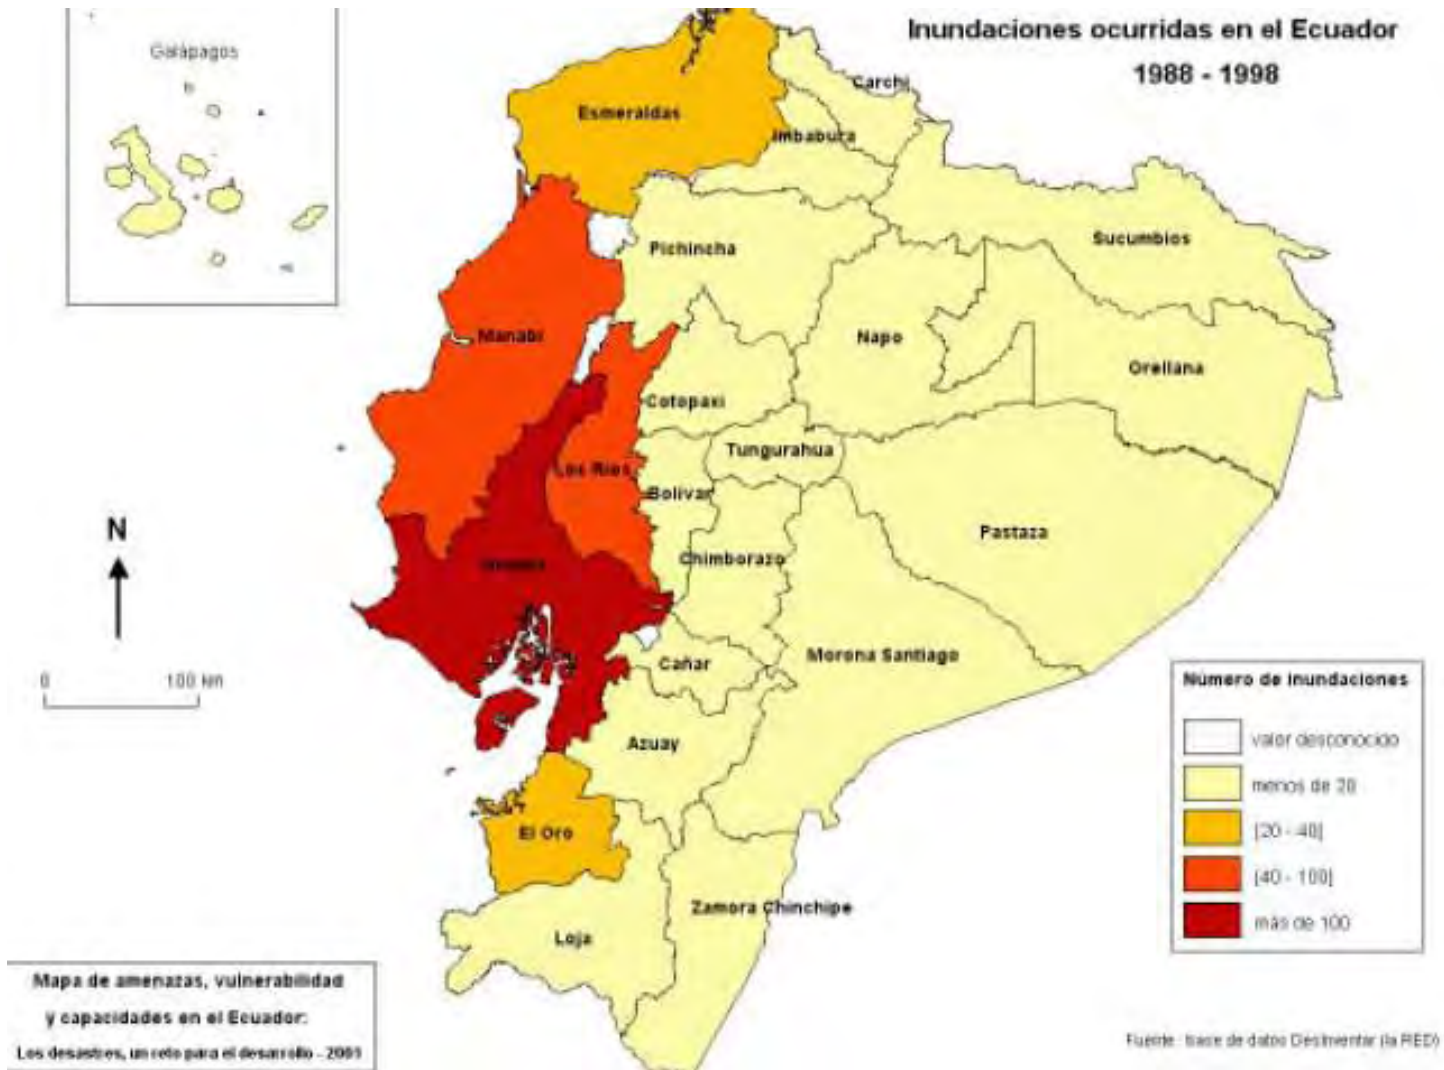 Inundaciones ocurridas en el Ecuador
1988 - 1998
Galápagos
Carchi
Esmeraldas
Imbabura
Sucumbios
Pichincha
Manabi
Napo
Orellana
Cotopaxi
Tungurahua
Los Rios
Bolivar
Pastaza
Chimborazo
Guayas
N
Morona Santiago
Cañar
0 100 km
Azuay
El Oro
Zamora Chinchipe
Loja
Número de inundaciones
valor desconocido
menos de 20
[20 - 40]
[40 - 100]
más de 100
Mapa de amenazas, vulnerabilidad
y capacidades en el Ecuador:
Los desastres, un reto para el desarrollo - 2001
Fuente : base de datos DesInventar (la RED)